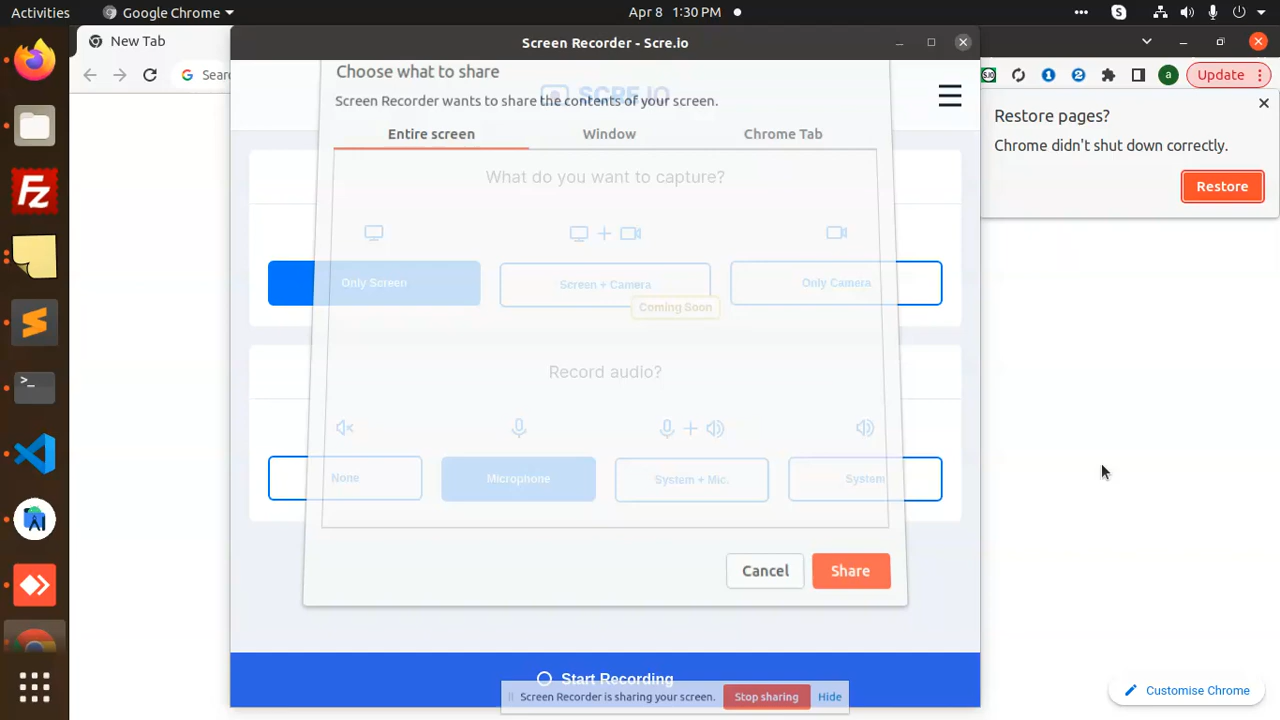 Activities
Google Chrome
Apr 8 1:30 PM
New Tab
Screen Recorder - Scre.io
Sear
Update
Choose what to share
SCRE.IO
Screen Recorder wants to share the contents of your screen.
Restore pages?
Chrome didn't shut down correctly.
Restore
Entire screen
Window
Chrome Tab
What do you want to capture?
Only Screen
Screen + Camera
Only Camera
Coming Soon
Record audio?
None
Microphone
System + Mic.
System
Cancel
Share
Start Recording
Screen Recorder is sharing your screen.
Stop sharing
Hide
Customise Chrome